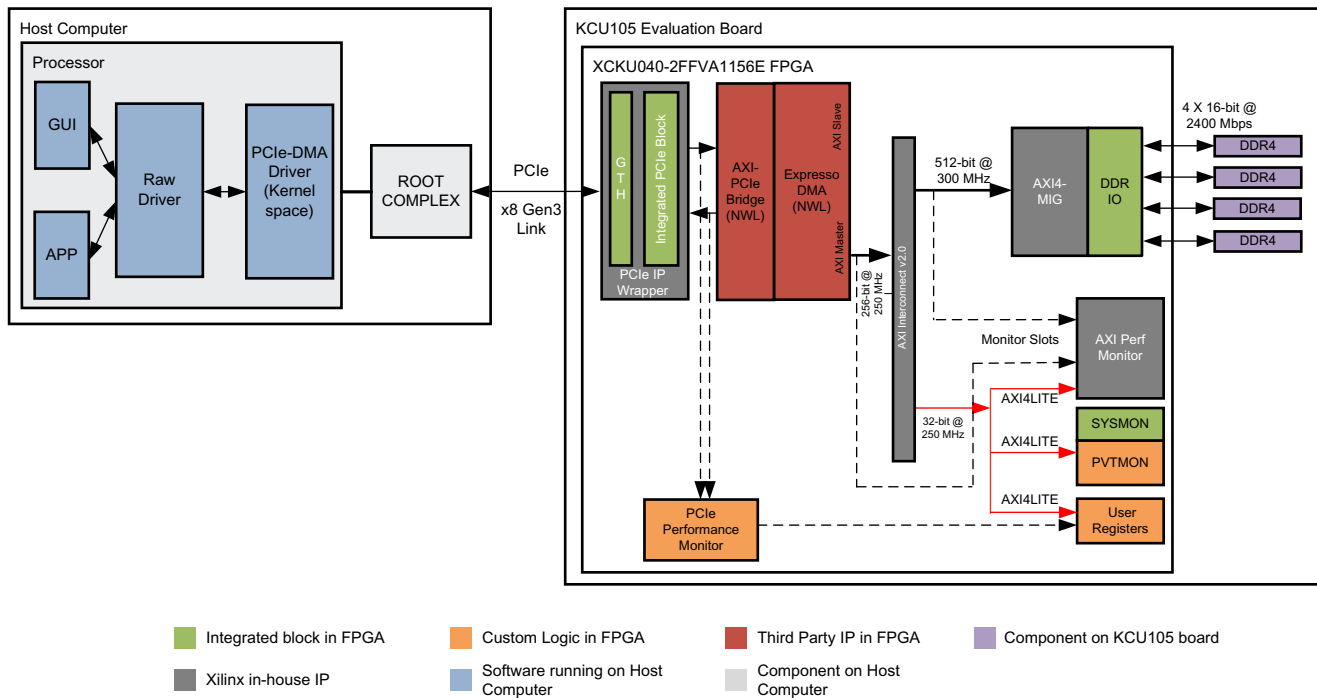 Host Computer
Processor
GUI
APP
Raw
Driver
PCIe-DMA
Driver
(Kernel
space)
ROOT
COMPLEX
PCIe
x8 Gen3
Link
KCU105 Evaluation Board
XCKU040-2FFVA1156E FPGA
GTH
Integrated PCIe Block
PCIe IP
Wrapper
AXI-
PCIe
Bridge
(NWL)
Expresso
DMA
(NWL)
AXI Slave
AXI Master
256-bit @
250 MHz
AXI Interconnect v2.0
512-bit @
300 MHz
AXI4-
MIG
DDR
IO
4 X 16-bit @
2400 Mbps
DDR4
DDR4
DDR4
DDR4
Monitor Slots
AXI Perf
Monitor
32-bit @
250 MHz
AXI4LITE
AXI4LITE
AXI4LITE
SYSMON
PVTMON
User
Registers
PCIe
Performance
Monitor
Integrated block in FPGA
Custom Logic in FPGA
Third Party IP in FPGA
Component on KCU105 board
Xilinx in-house IP
Software running on Host
Computer
Component on Host
Computer